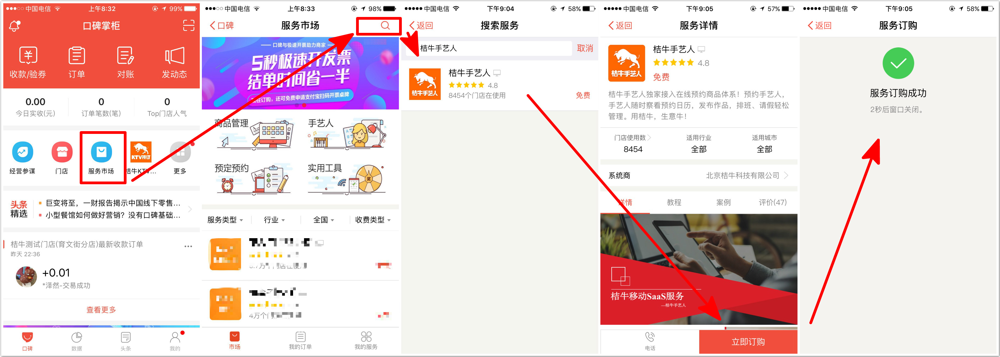 中国电信
上午8:32
99%
口碑掌柜
收款/验券
订单
对账
发动态
0.00
0
0
今日实收(元)
订单笔数(笔)
Top门店人气
KTV预订
经营参谋
门店
服务市场
桔牛KTV...
更多
头条
精选
巨变将至，一财报告揭示中国线下零售...
小型餐馆如何做好营销？没有口碑基础...
桔牛测试门店(育文街分店)最新收款订单
昨天 22:36
+0.01
*泽然-交易成功
查看更多
口碑
数据
头条
我的
中国电信
上午8:33
98%
口碑
服务市场
口碑与极速开票助力商家
5秒极速开发票
结单时间省一半
现在订购，还可免费申请支付宝扫码开票桌牌
商品管理
手艺人
预定预约
实用工具
奖
服务类型
行业
全国
收费类型
4万个
市场
我的订单
我的服务
中国电信
下午9:04
58%
返回
搜索服务
桔牛手艺人
取消
桔牛手艺人
桔牛手艺人
4.8
8454个门店在使用
免费
中国电信
下午9:05
57%
返回
服务详情
桔牛手艺人
桔牛手艺人
4.8
免费
桔牛手艺人独家接入在线预约商品体系！预约手艺人，
手艺人随时察看预约日历，发布作品，排班、请假轻松
管理。用桔牛，生意牛！
门店使用数
适用行业
适用城市
8454
全部
全部
系统商
北京桔牛科技有限公司
详情
教程
案例
评价(47)
桔牛移动SaaS服务
—桔牛手艺人
电话
立即订购
中国电信
下午9:05
58%
返回
服务订购
服务订购成功
2秒后窗口关闭。